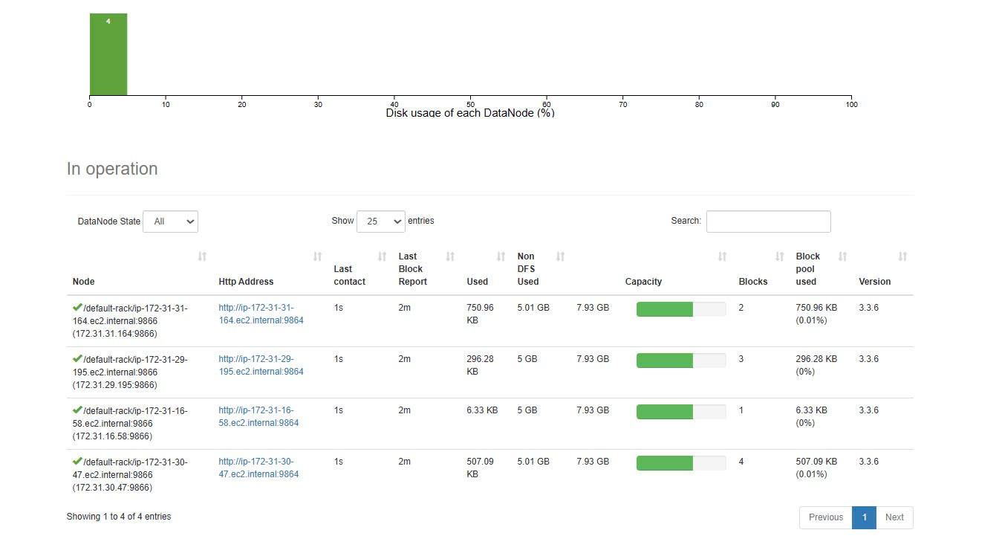 4
0 10 20 30 40 50 60 70 80 90 100
Disk usage of each DataNode (%)
In operation
DataNode State All
Show 25 entries
Search:
Node Http Address Last contact Last Block Report Used Non DFS Used Capacity Blocks Block pool used Version
/default-rack/ip-172-31-31- http://ip-172-31-31- 1s 2m 750.96 5.01 GB 7.93 GB 2 750.96 KB 3.3.6
164.ec2.internal:9866 164.ec2.internal:9864 KB (0.01%)
(172.31.31.164:9866)
/default-rack/ip-172-31-29- http://ip-172-31-29- 1s 2m 296.28 5 GB 7.93 GB 3 296.28 KB 3.3.6
195.ec2.internal:9866 195.ec2.internal:9864 KB (0%)
(172.31.29.195:9866)
/default-rack/ip-172-31-16- http://ip-172-31-16- 1s 2m 6.33 KB 5 GB 7.93 GB 1 6.33 KB 3.3.6
58.ec2.internal:9866 58.ec2.internal:9864 (0%)
(172.31.16.58:9866)
/default-rack/ip-172-31-30- http://ip-172-31-30- 1s 2m 507.09 5.01 GB 7.93 GB 4 507.09 KB 3.3.6
47.ec2.internal:9866 47.ec2.internal:9864 KB (0.01%)
(172.31.30.47:9866)
Showing 1 to 4 of 4 entries
Previous 1 Next